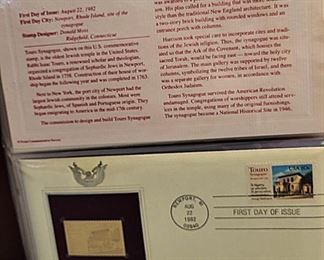 First Day of Issue: August 22, 1982
First Day City: Newport, Rhode Island, site of the
synagogue
Stamp Designer: Donald Moss
Ridgefield, Connecticut
Touro Synagogue, shown on this U.S. commemorative
stamp, is the oldest Jewish temple in the United States.
Rabbi Isaac Touro, a renowned scholar and theologian,
organized a congregation of Sephardic Jews in Newport,
Rhode Island in 1758. Construction of their house of wor-
ship began the following year and was completed in 1763.
Next to New York, the port city of Newport had the
largest Jewish community in the colonies. Most were
Sephardic Jews, of Spanish and Portuguese origin. They
began emigrating to America in the mid-17th century.
The commission to design and build Touro Synagogue
son. His plan called for a building that was more
style than the traditional New England architecture. It was
a two-story brick building with rounded windows and an
entrance porch with columns.
Harrison took special care to incorporate into the
tions of the Jewish religion. Thus, the synagogue was
sited so that the Ark of the Covenant, which houses the
sacred Torah, would be facing east — toward the holy city
of Jerusalem. The main gallery was supported by twelve
columns, symbolizing the twelve tribes of Israel, and there
was a separate gallery for women, in accordance with
Orthodox Judaism.
Touro Synagogue survived the American Revolution
undamaged. Congregations of worshippers still attend serv-
ices in the temple, using many of the original furnishings.
The synagogue became a National Historical Site in 1946.
NEWPORT, RI
AUG
22
1982
02840
FIRST DAY OF ISSUE
Touro
Synagogue
USA 20c